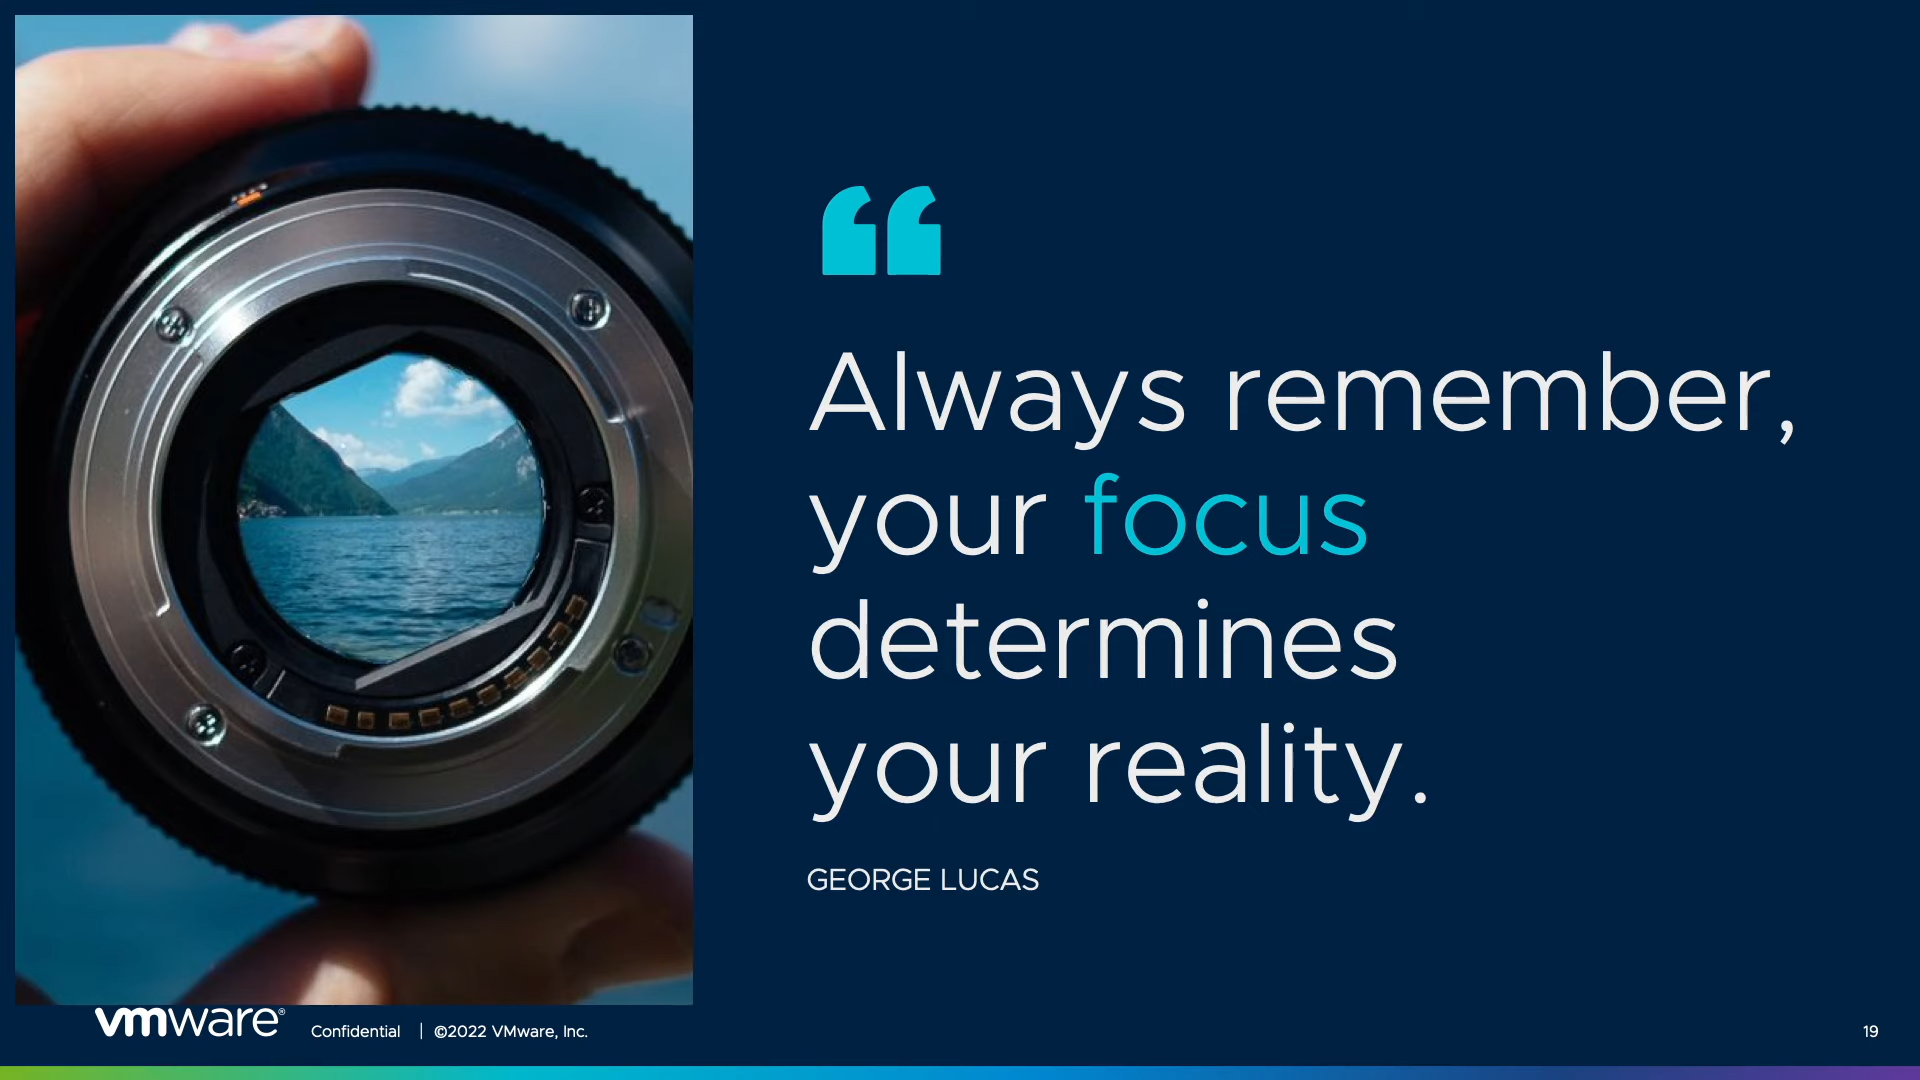 “
Always remember,
your focus
determines
your reality.
GEORGE LUCAS
vmware® Confidential | ©2022 VMware, Inc. 19